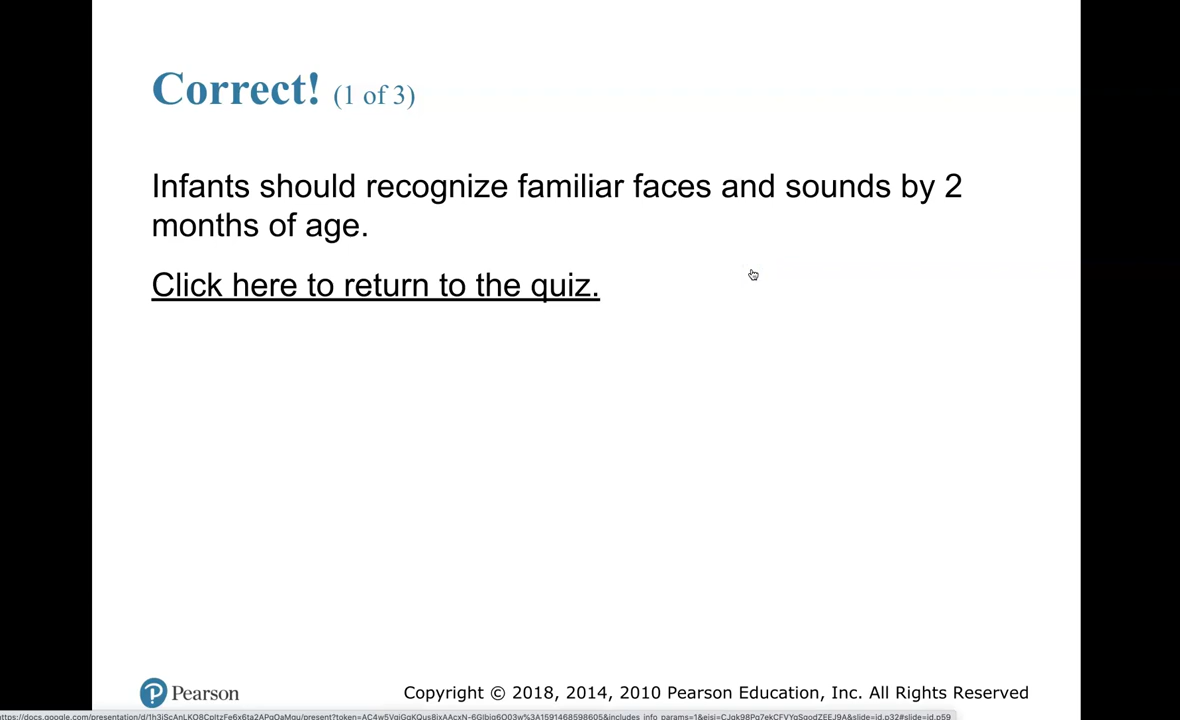 Correct! (1 of 3)
Infants should recognize familiar faces and sounds by 2
months of age.
Click here to return to the quiz.
Pearson
Copyright © 2018, 2014, 2010 Pearson Education, Inc. All Rights Reserved